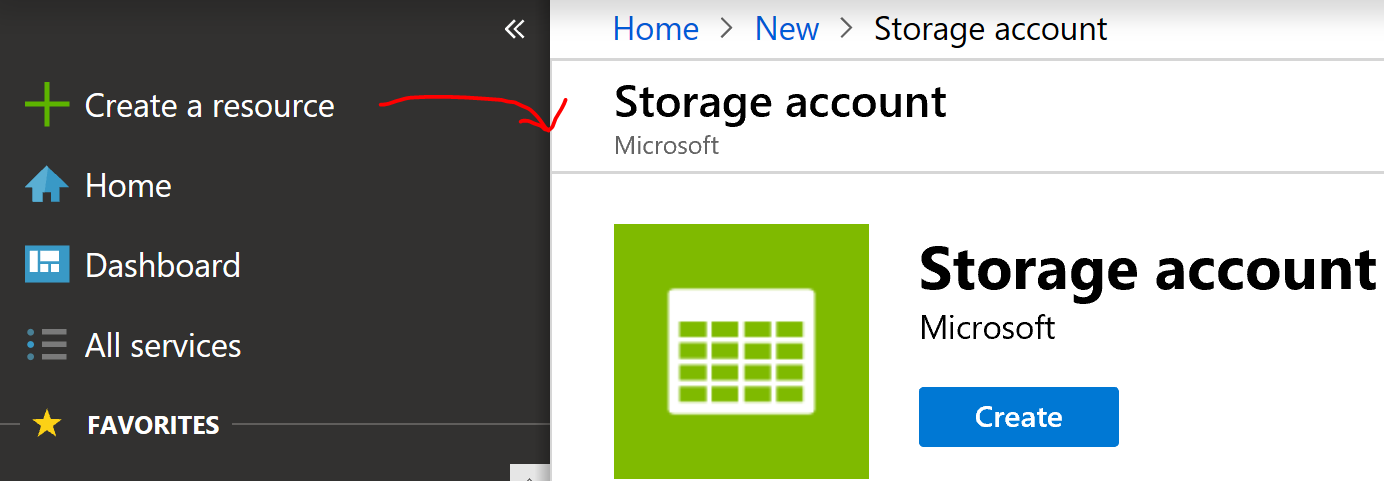 Create a resource
Home
Dashboard
All services
FAVORITES
Home > New > Storage account
Storage account
Microsoft
Storage account
Microsoft
Create